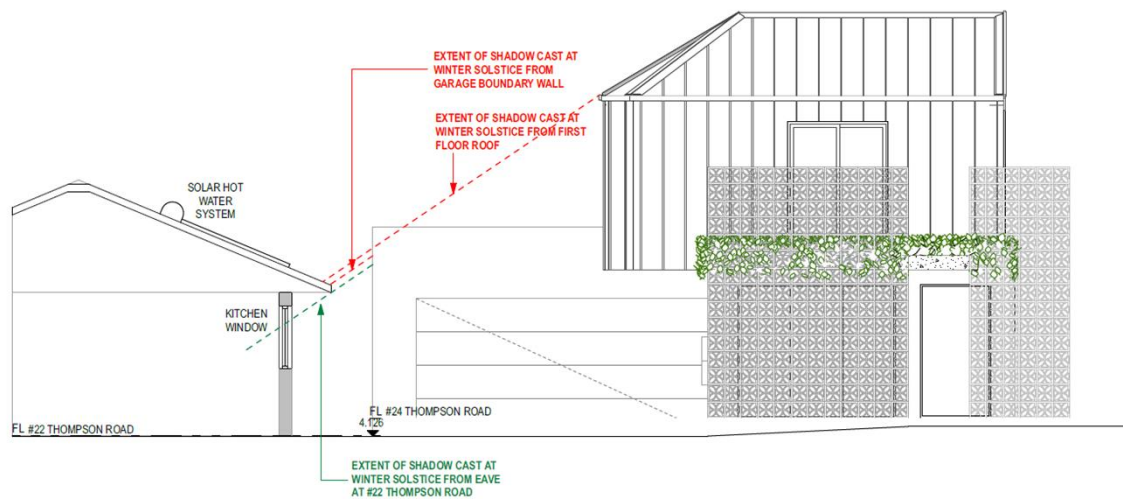 EXTENT OF SHADOW CAST AT
WINTER SOLSTICE FROM
GARAGE BOUNDARY WALL
EXTENT OF SHADOW CAST AT
WINTER SOLSTICE FROM FIRST
FLOOR ROOF
SOLAR HOT
WATER
SYSTEM
KITCHEN
WINDOW
FL #24 THOMPSON ROAD
4.126
FL #22 THOMPSON ROAD
EXTENT OF SHADOW CAST AT
WINTER SOLSTICE FROM EAVE
AT #22 THOMPSON ROAD